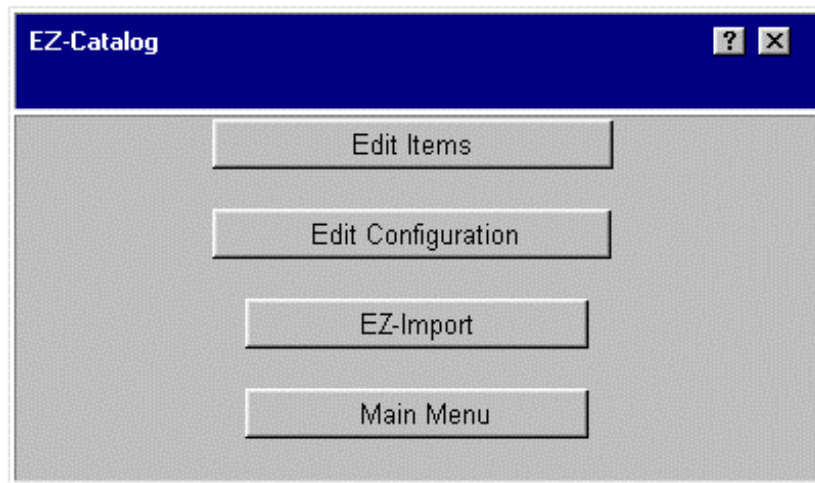 EZ-Catalog
?
Edit Items
Edit Configuration
EZ-Import
Main Menu